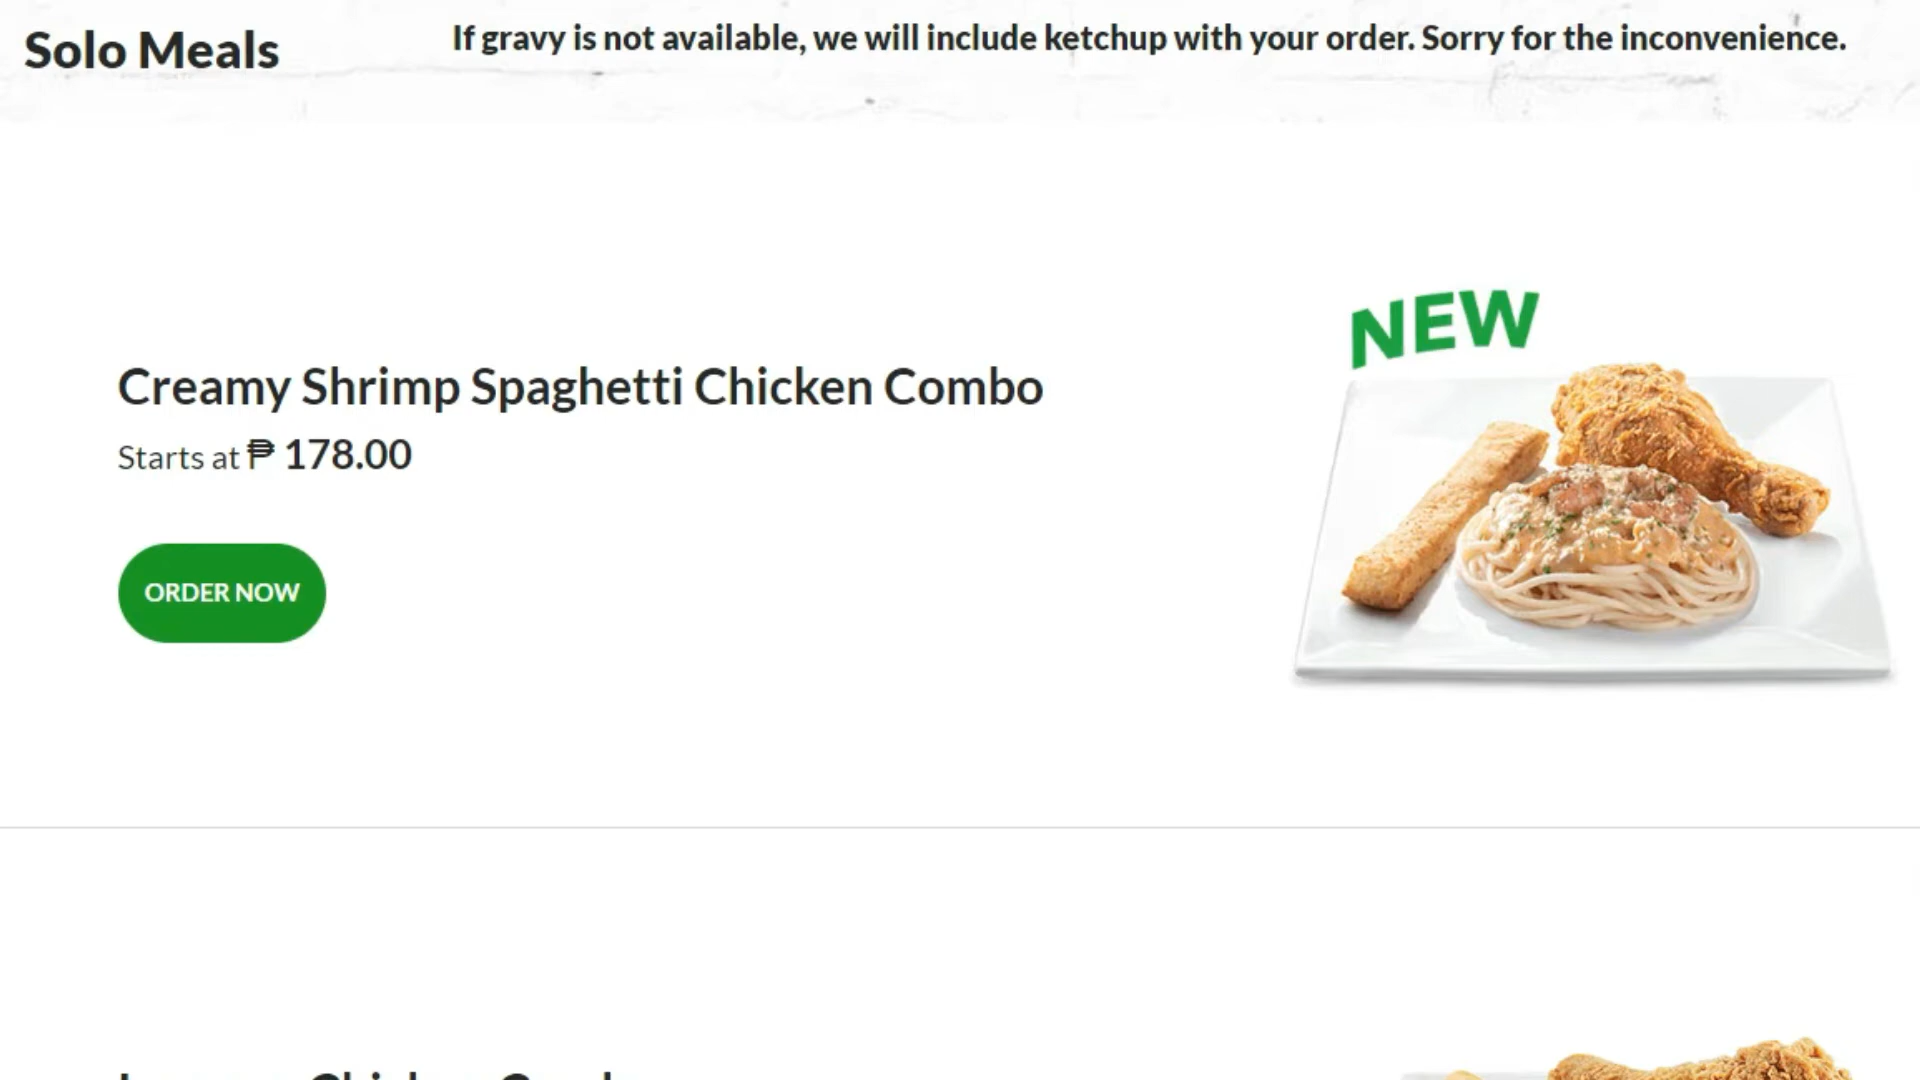 Solo Meals
If gravy is not available, we will include ketchup with your order. Sorry for the inconvenience.
NEW
Creamy Shrimp Spaghetti Chicken Combo
Starts at ₱ 178.00
ORDER NOW